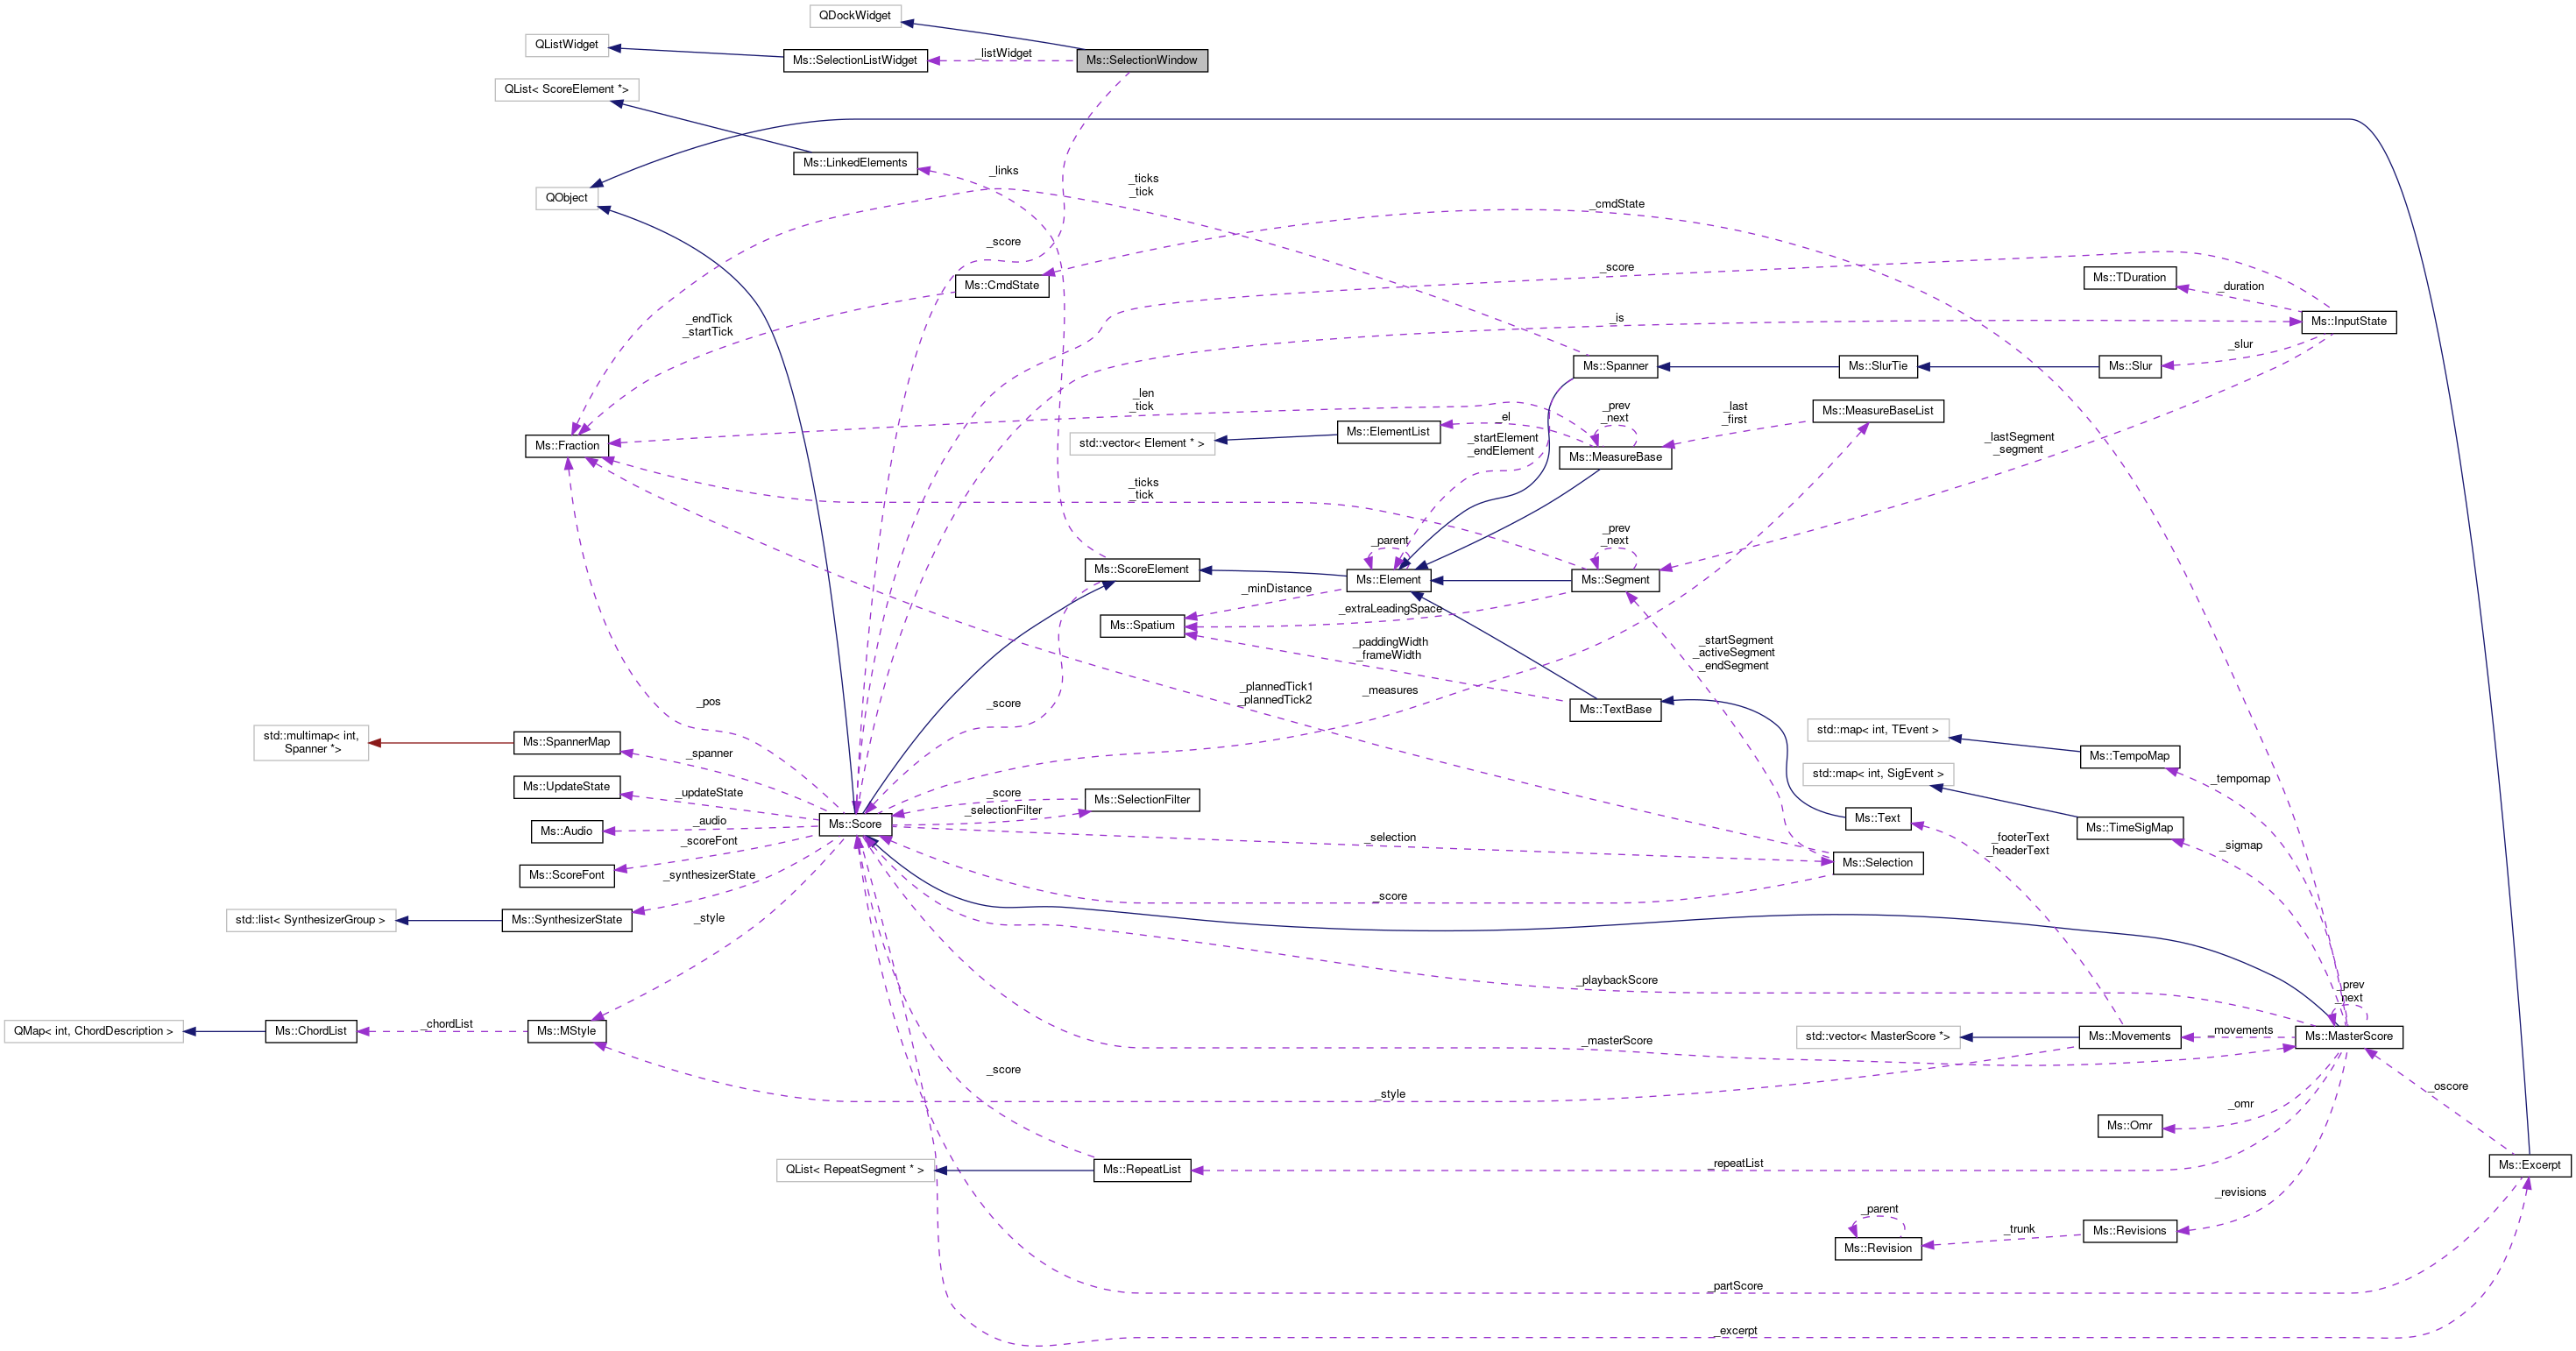 QDockWidget
QListWidget
_listWidget
Ms::SelectionListWidget
Ms::SelectionWindow
QList< ScoreElement *>
Ms::LinkedElements
_links
_ticks
_tick
QObject
_cmdState
_score
_score
Ms::TDuration
Ms::CmdState
_duration
_endTick
_startTick
_is
Ms::InputState
_slur
Ms::Spanner
Ms::SlurTie
Ms::Slur
_len
_tick
_prev
_next
_last
_first
Ms::MeasureBaseList
_el
Ms::ElementList
std::vector< Element * >
Ms::Fraction
_startElement
_endElement
Ms::MeasureBase
_lastSegment
_segment
_ticks
_tick
_prev
_next
_parent
Ms::ScoreElement
Ms::Element
Ms::Segment
_minDistance
_extraLeadingSpace
Ms::Spatium
_paddingWidth
_frameWidth
_startSegment
_activeSegment
_endSegment
_plannedTick1
_plannedTick2
_measures
_pos
_score
Ms::TextBase
std::map< int, TEvent >
std::multimap< int,
Spanner *>
Ms::SpannerMap
_spanner
Ms::TempoMap
std::map< int, SigEvent >
_tempomap
Ms::UpdateState
_updateState
_score
Ms::SelectionFilter
_selectionFilter
Ms::Audio
_audio
Ms::Score
Ms::Text
Ms::TimeSigMap
_scoreFont
_selection
_footerText
_headerText
_sigmap
Ms::ScoreFont
Ms::Selection
_synthesizerState
_score
std::list< SynthesizerGroup >
Ms::SynthesizerState
_style
_playbackScore
_prev
_next
QMap< int, ChordDescription >
Ms::ChordList
_chordList
Ms::MStyle
_masterScore
std::vector< MasterScore *>
Ms::Movements
_movements
Ms::MasterScore
_score
_style
_oscore
_omr
Ms::Omr
QList< RepeatSegment * >
Ms::RepeatList
_repeatList
Ms::Excerpt
_revisions
_parent
_trunk
Ms::Revisions
Ms::Revision
_partScore
_excerpt